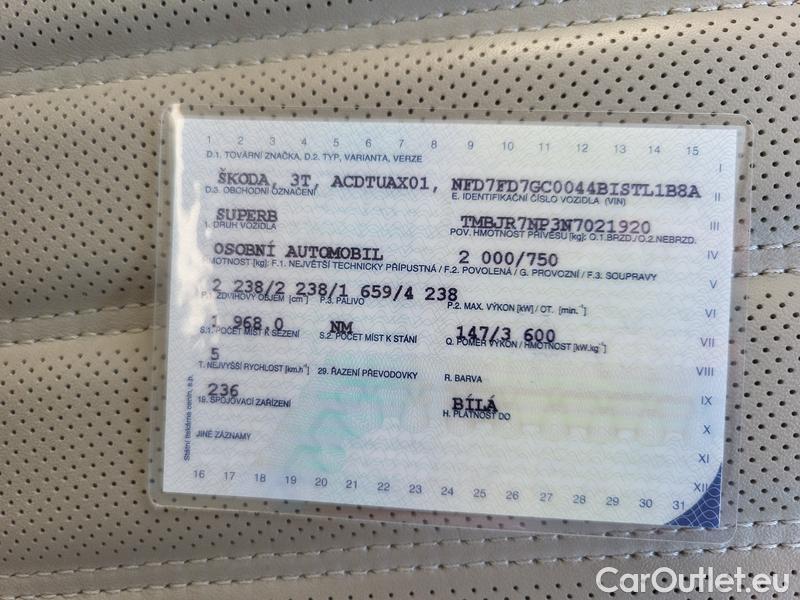 1 2 3 4 5 6 7 8 9 10 11 12 13 14 15
D.1. TOVÁRNÍ ZNAČKA, D.2. TYP, VARIANTA, VERZE
I
ŠKODA, 3T, ACDTUAX01, NFD7FD7GC0044BISTL1B8A
II
D.3. OBCHODNÍ OZNAČENÍ
E. IDENTIFIKAČNÍ ČÍSLO VOZIDLA (VIN)
SUPERB
TMBJR7NP3N7021920
III
1. DRUH VOZIDLA
POV. HMOTNOST PŘÍVĚSU [kg]: O.1.BRZD./O.2.NEBRZD.
OSOBNÍ AUTOMOBIL
2 000/750
IV
HMOTNOST [kg]: F.1. NEJVĚTŠÍ TECHNICKY PŘÍPUSTNÁ / F.2. POVOLENÁ / G. PROVOZNÍ / F.3. SOUPRAVY
V
2 238/2 238/1 659/4 238
P.1 ZDVIHOVÝ OBJEM [cm³]
P.3. PALIVO
P.2. MAX. VÝKON [kW] / OT. [min.⁻¹]
VI
1 968,0
NM
147/3 600
VII
S.1. POČET MÍST K SEZENÍ
S.2. POČET MÍST K STÁNÍ
Q. POMĚR VÝKON / HMOTNOST [kW.kg⁻¹]
5
VIII
T. NEJVYŠŠÍ RYCHLOST [km.h⁻¹]
29. ŘAZENÍ PŘEVODOVKY
R. BARVA
236
BÍLÁ
IX
18. SPOJOVACÍ ZAŘÍZENÍ
H. PLATNOST DO
X
JINÉ ZÁZNAMY
XI
XII
16 17 18 19 20 21 22 23 24 25 26 27 28 29 30 31
Státní tiskárna cenin, s.p.
CarOutlet.eu